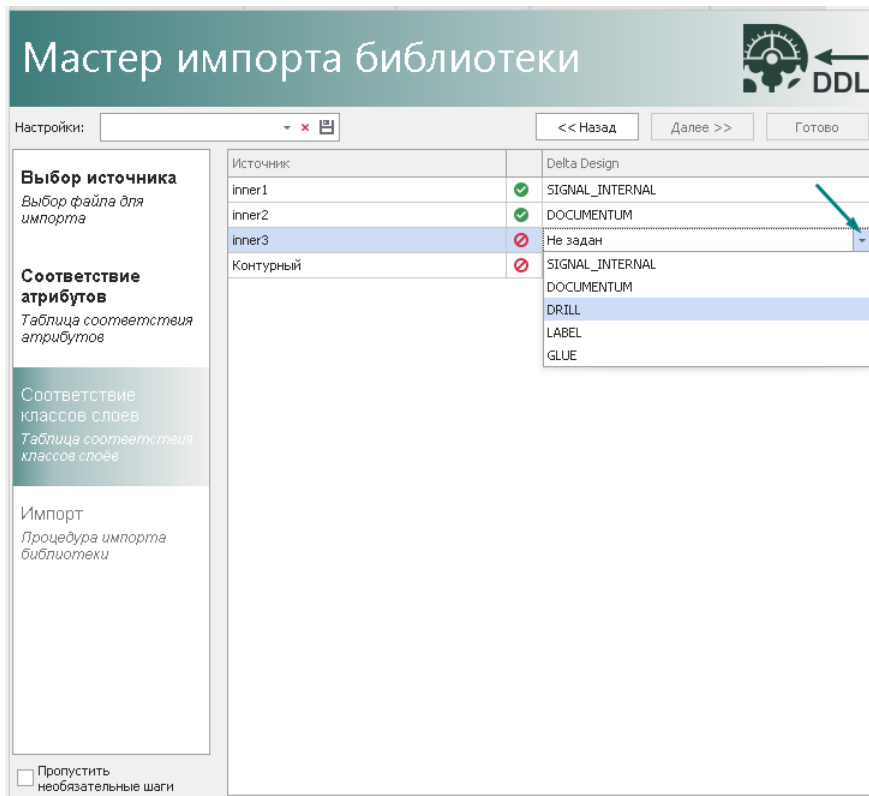 Мастер импорта библиотеки
DDL
Настройки:
<< Назад
Далее >>
Готово
Выбор источника
Выбор файла для
импорта
Соответствие
атрибутов
Таблица соответствия
атрибутов
Соответствие
классов слоев
Таблица соответствия
классов слоёв
Импорт
Процедура импорта
библиотеки
Пропустить
необязательные шаги
Источник Delta Design
inner1 SIGNAL_INTERNAL
inner2 DOCUMENTUM
inner3 Не задан
Контурный SIGNAL_INTERNAL
DOCUMENTUM
DRILL
LABEL
GLUE